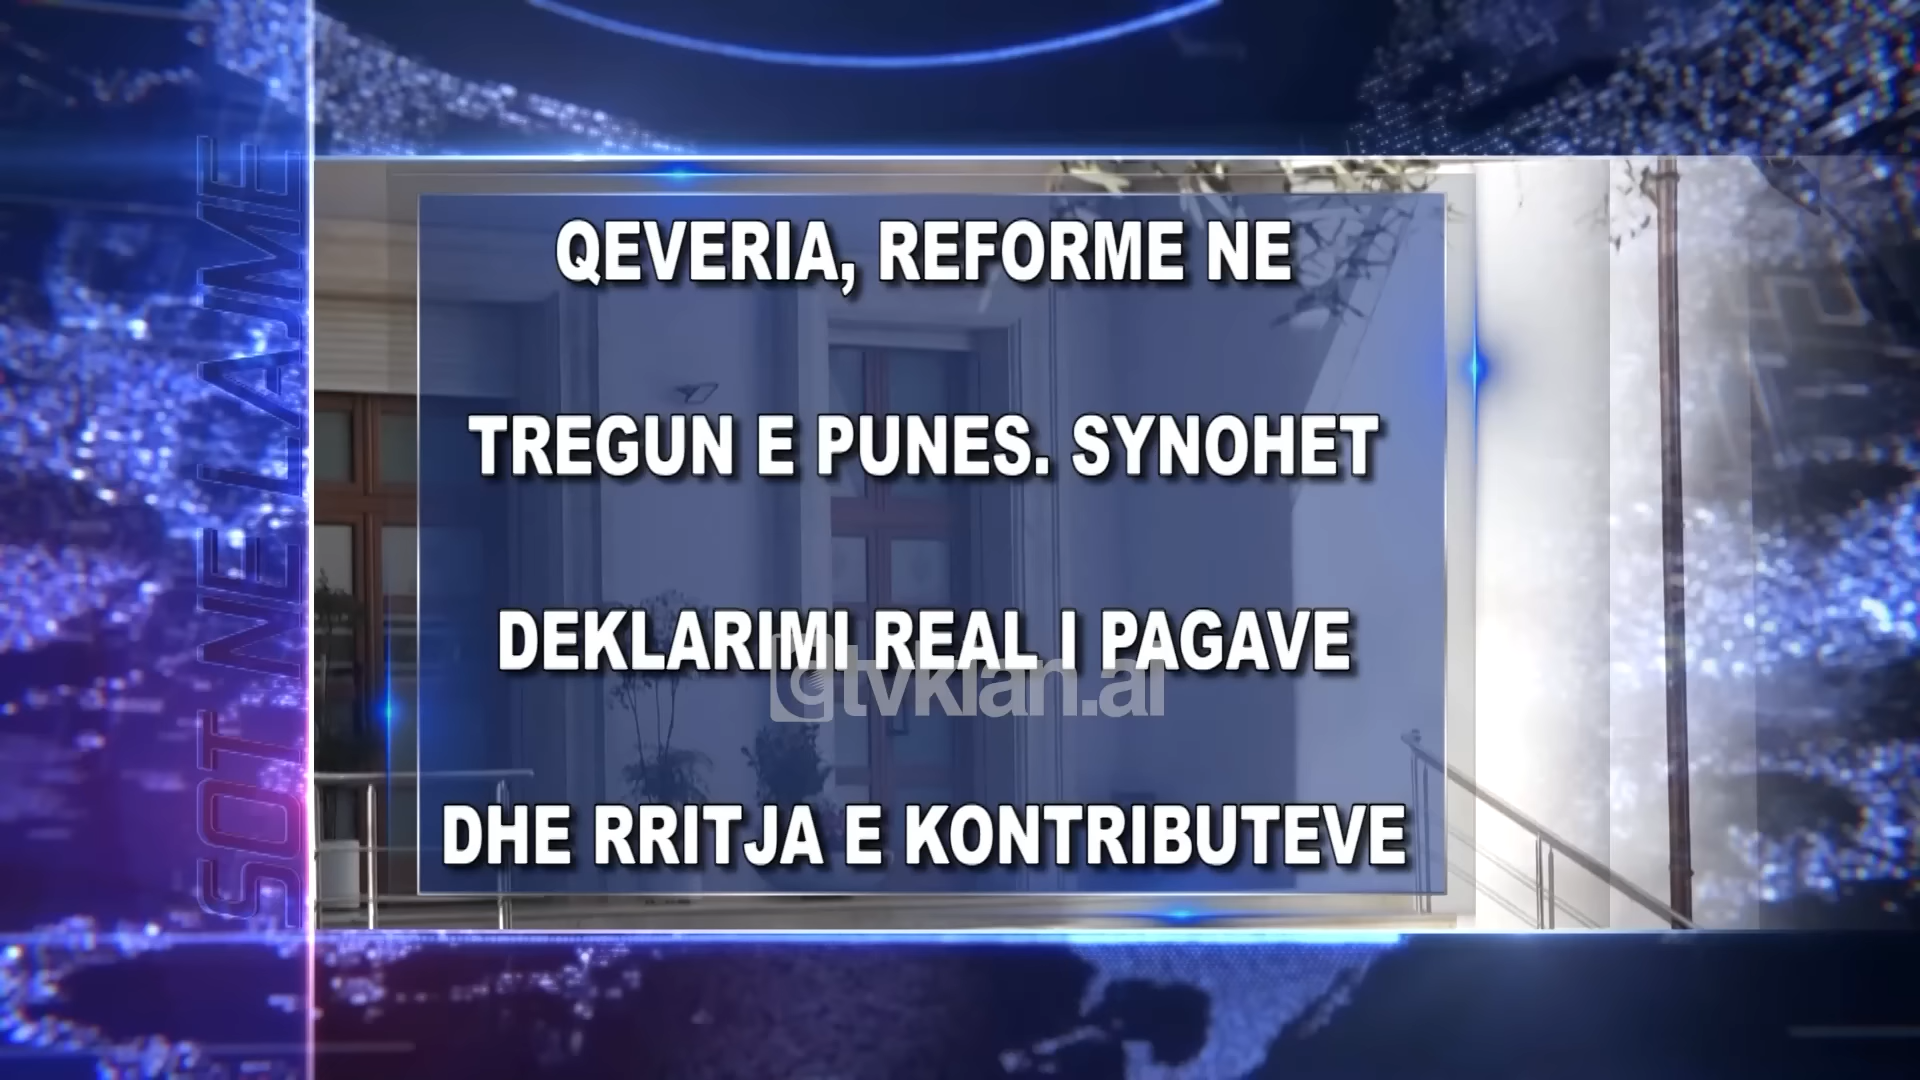 QEVERIA, REFORME NE
TREGUN E PUNES. SYNOHET
DEKLARIMI REAL I PAGAVE
DHE RRITJA E KONTRIBUTEVE
tvklan.al
SOT NE LAJME